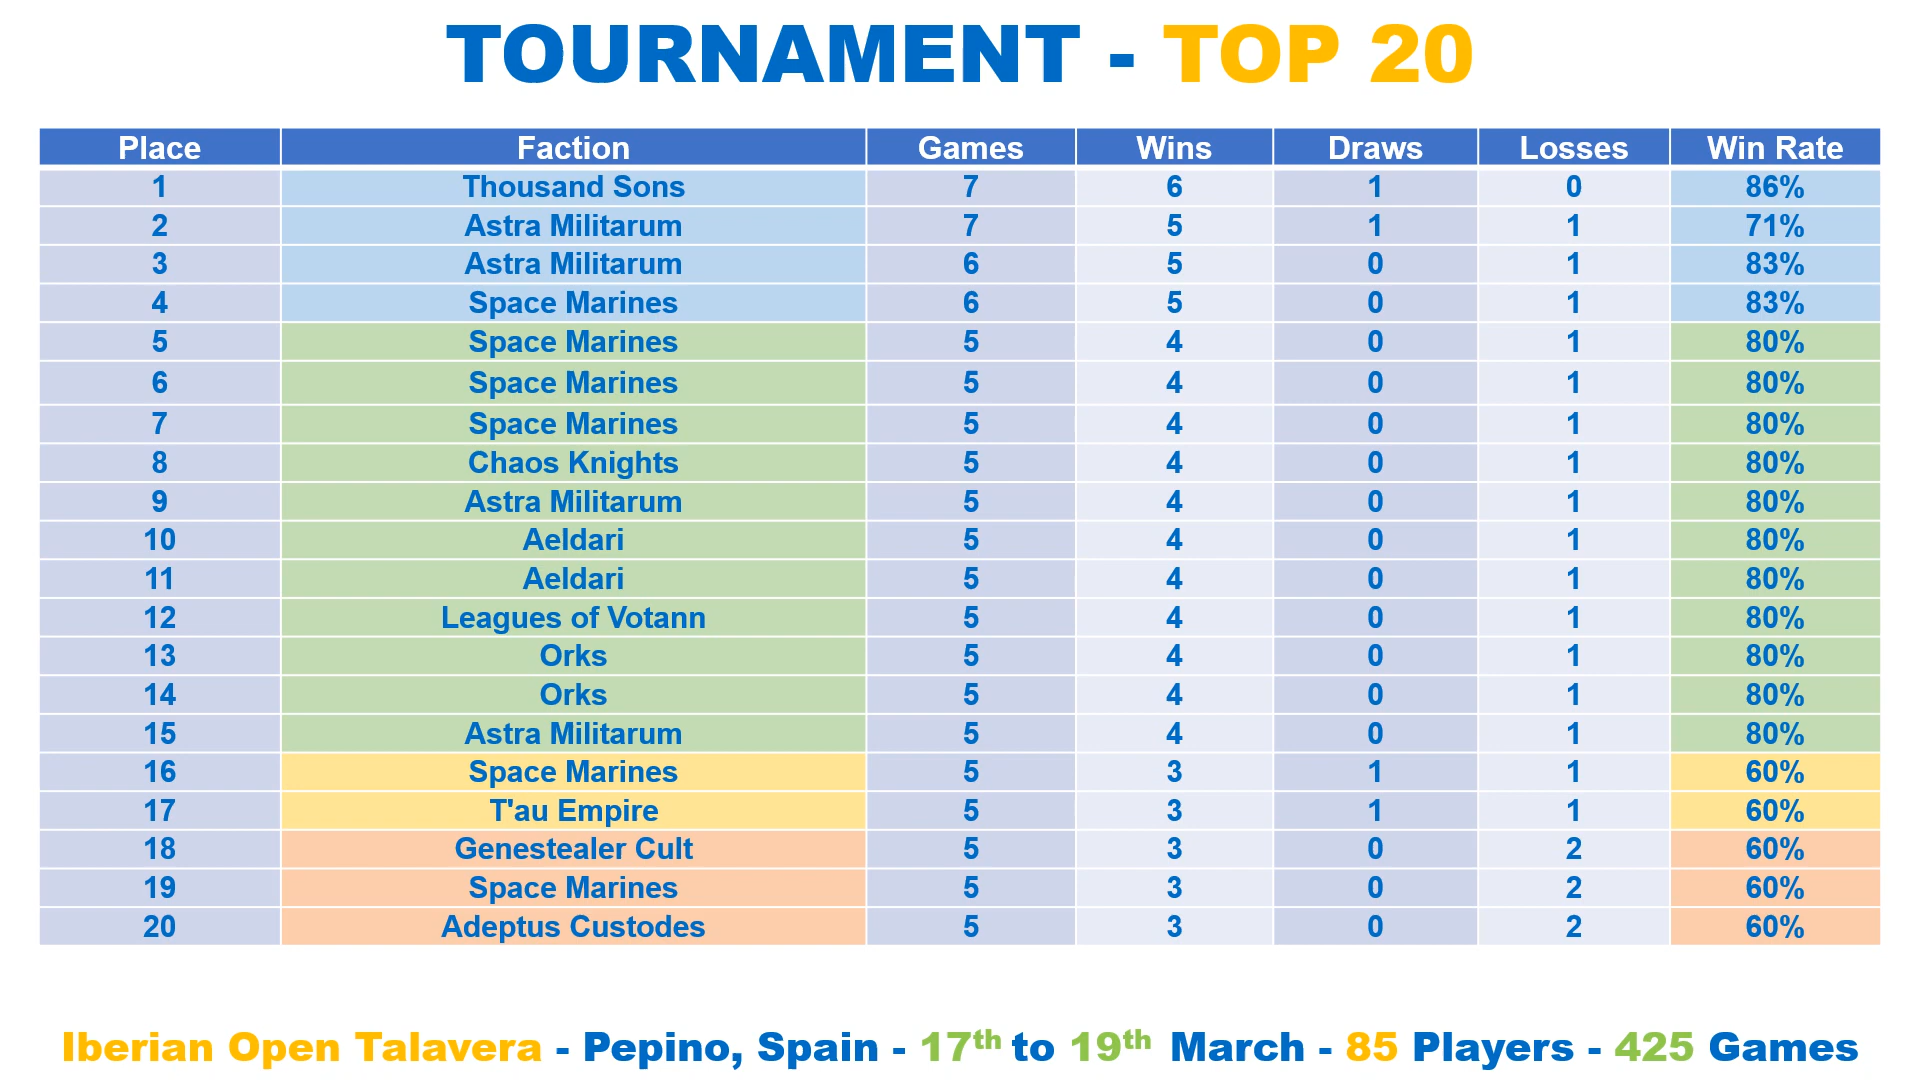 TOURNAMENT - TOP 20
Place Faction Games Wins Draws Losses Win Rate
1 Thousand Sons 7 6 1 0 86%
2 Astra Militarum 7 5 1 1 71%
3 Astra Militarum 6 5 0 1 83%
4 Space Marines 6 5 0 1 83%
5 Space Marines 5 4 0 1 80%
6 Space Marines 5 4 0 1 80%
7 Space Marines 5 4 0 1 80%
8 Chaos Knights 5 4 0 1 80%
9 Astra Militarum 5 4 0 1 80%
10 Aeldari 5 4 0 1 80%
11 Aeldari 5 4 0 1 80%
12 Leagues of Votann 5 4 0 1 80%
13 Orks 5 4 0 1 80%
14 Orks 5 4 0 1 80%
15 Astra Militarum 5 4 0 1 80%
16 Space Marines 5 3 1 1 60%
17 T'au Empire 5 3 1 1 60%
18 Genestealer Cult 5 3 0 2 60%
19 Space Marines 5 3 0 2 60%
20 Adeptus Custodes 5 3 0 2 60%
Iberian Open Talavera - Pepino, Spain - 17th to 19th March - 85 Players - 425 Games